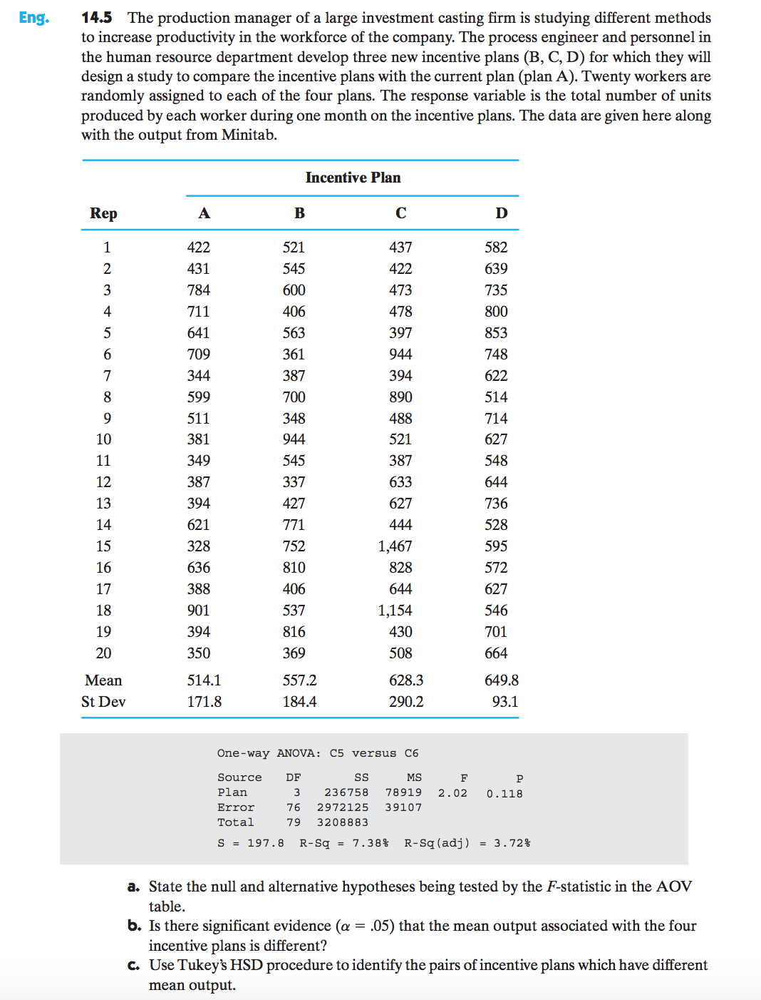 Eng. 14.5 The production manager of a large investment casting firm is studying different methods
to increase productivity in the workforce of the company. The process engineer and personnel in
the human resource department develop three new incentive plans (B, C, D) for which they will
design a study to compare the incentive plans with the current plan (plan A). Twenty workers are
randomly assigned to each of the four plans. The response variable is the total number of units
produced by each worker during one month on the incentive plans. The data are given here along
with the output from Minitab.
Incentive Plan
Rep A B C D
1 422 521 437 582
2 431 545 422 639
3 784 600 473 735
4 711 406 478 800
5 641 563 397 853
6 709 361 944 748
7 344 387 394 622
8 599 700 890 514
9 511 348 488 714
10 381 944 521 627
11 349 545 387 548
12 387 337 633 644
13 394 427 627 736
14 621 771 444 528
15 328 752 1,467 595
16 636 810 828 572
17 388 406 644 627
18 901 537 1,154 546
19 394 816 430 701
20 350 369 508 664
Mean 514.1 557.2 628.3 649.8
St Dev 171.8 184.4 290.2 93.1
One-way ANOVA: C5 versus C6
Source DF SS MS F P
Plan 3 236758 78919 2.02 0.118
Error 76 2972125 39107
Total 79 3208883
S = 197.8 R-Sq = 7.38% R-Sq(adj) = 3.72%
a. State the null and alternative hypotheses being tested by the F-statistic in the AOV
table.
b. Is there significant evidence (α = .05) that the mean output associated with the four
incentive plans is different?
c. Use Tukey's HSD procedure to identify the pairs of incentive plans which have different
mean output.